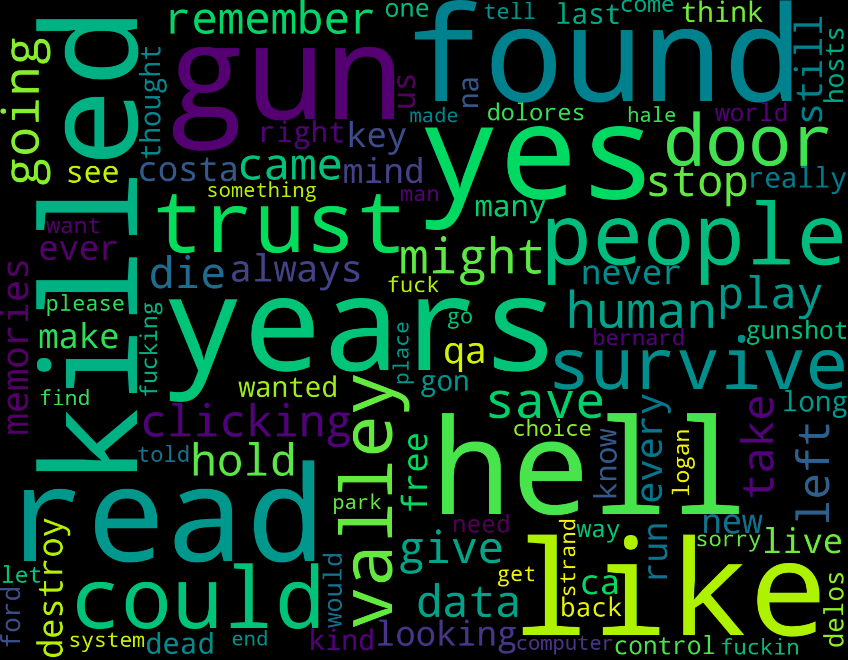 remember
one
tell
last
come
think
going
killed
thought
gun
us
na
found
still
hosts
made
dolores
hale
world
right
key
yes
door
see
costa
came
mind
stop
really
something
man
many
trust
people
want
ever
might
never
die
always
fuck
human
play
memories
please
make
fucking
years
go
place
qa
bernard
gunshot
survive
find
wanted
gon
save
long
clicking
valley
free
choice
hell
know
every
logan
take
left
told
hold
read
park
need
new
way
sorry
live
destroy
give
like
strand
run
let
could
would
data
get
ca
back
delos
ford
system
dead
end
kind
looking
computer
control
fuckin